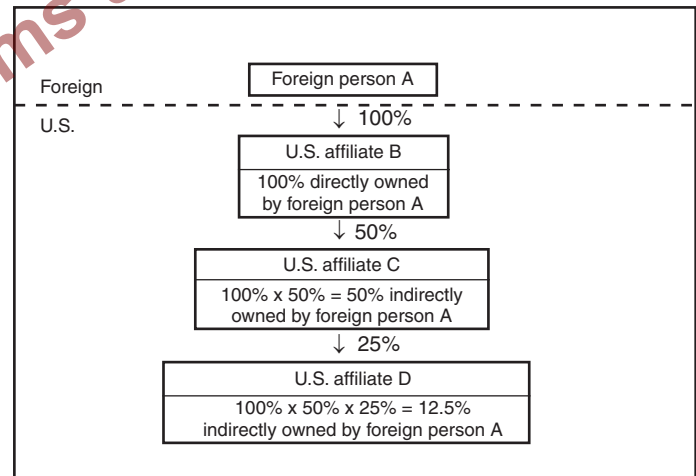 Foreign person A
Foreign
U.S.
↓ 100%
U.S. affiliate B
100% directly owned
by foreign person A
↓ 50%
U.S. affiliate C
100% x 50% = 50% indirectly
owned by foreign person A
↓ 25%
U.S. affiliate D
100% x 50% x 25% = 12.5%
indirectly owned by foreign person A